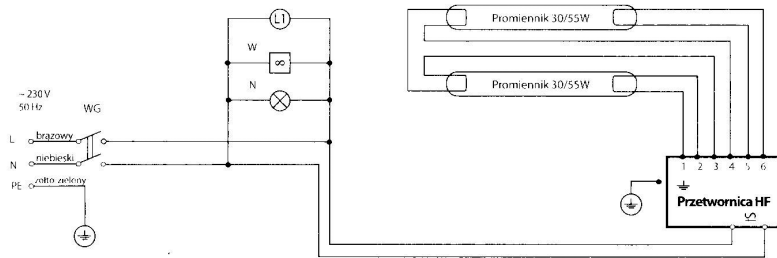 L1
Promiennik 30/55W
W
8
N
Promiennik 30/55W
~ 230 V
50 Hz
WG
L brązowy
N niebieski
PE żółto zielony
1 2 3 4 5 6
Przetwornica HF